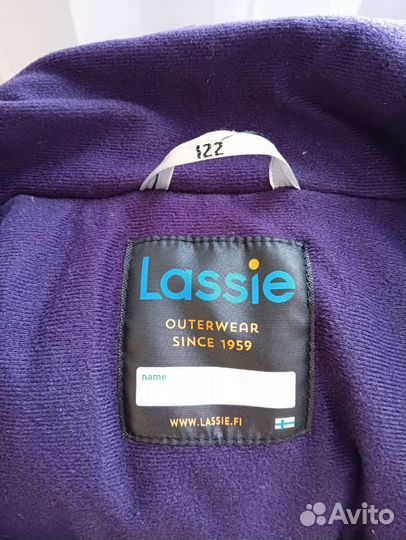 122
Lassie
OUTERWEAR
SINCE 1959
name
WWW.LASSIE.FI
Avito